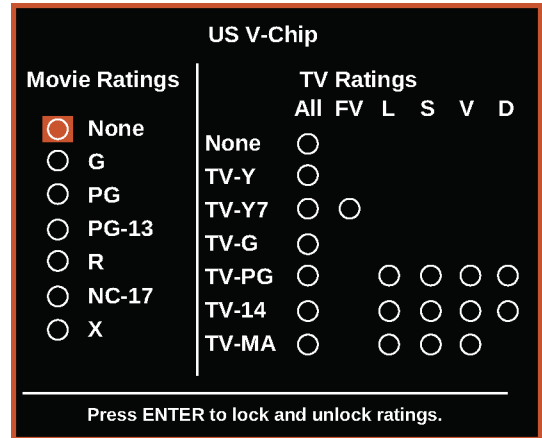 US V-Chip
Movie Ratings
None
G
PG
PG-13
R
NC-17
X
TV Ratings
All FV L S V D
None
TV-Y
TV-Y7
TV-G
TV-PG
TV-14
TV-MA
Press ENTER to lock and unlock ratings.